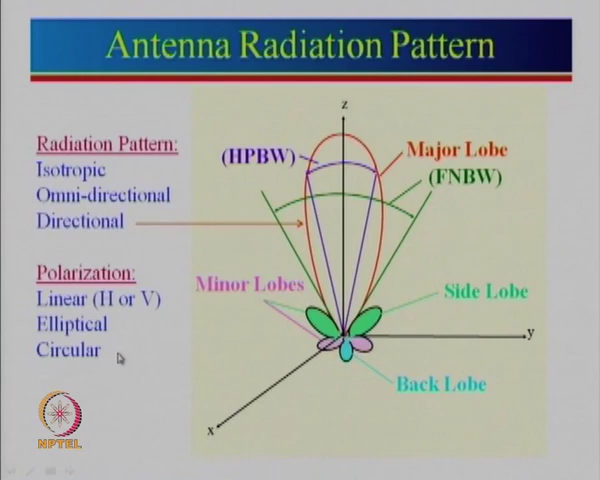 Antenna Radiation Pattern
Radiation Pattern:
Isotropic
Omni-directional
Directional
Polarization:
Linear (H or V)
Elliptical
Circular
NPTEL
z
(HPBW)
Major Lobe
(FNBW)
Minor Lobes
Side Lobe
y
Back Lobe
x